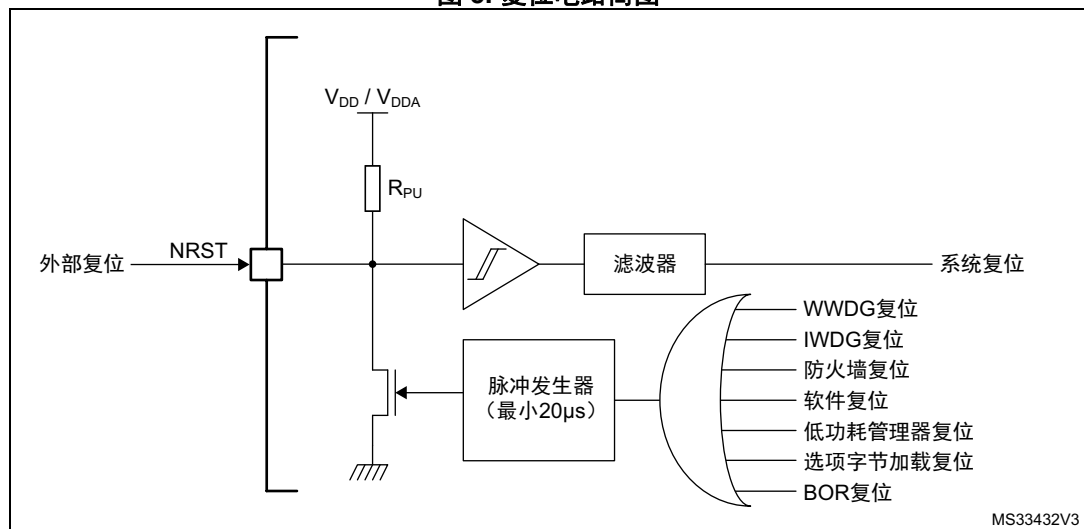 V_DD / V_DDA
R_PU
外部复位
NRST
滤波器
系统复位
脉冲发生器
（最小20μs）
WWDG复位
IWDG复位
防火墙复位
软件复位
低功耗管理器复位
选项字节加载复位
BOR复位
MS33432V3